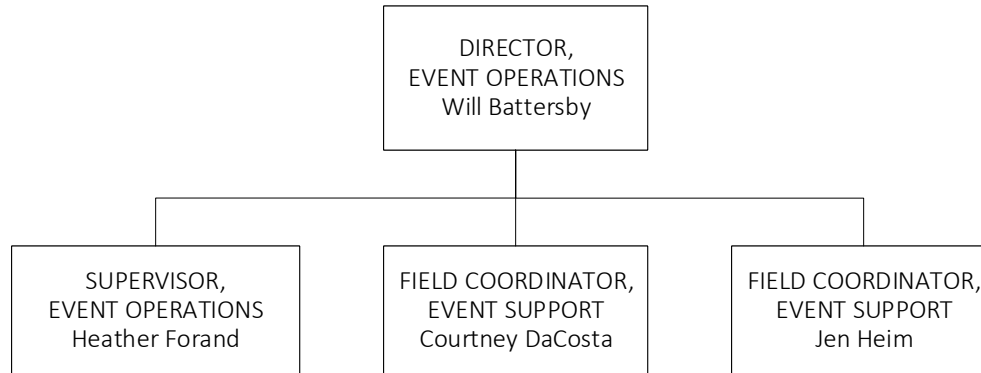 DIRECTOR,
EVENT OPERATIONS
Will Battersby
SUPERVISOR,
EVENT OPERATIONS
Heather Forand
FIELD COORDINATOR,
EVENT SUPPORT
Courtney DaCosta
FIELD COORDINATOR,
EVENT SUPPORT
Jen Heim